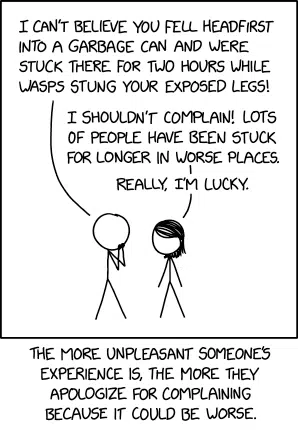 I CAN'T BELIEVE YOU FELL HEADFIRST
INTO A GARBAGE CAN AND WERE
STUCK THERE FOR TWO HOURS WHILE
WASPS STUNG YOUR EXPOSED LEGS!
I SHOULDN'T COMPLAIN! LOTS
OF PEOPLE HAVE BEEN STUCK
FOR LONGER IN WORSE PLACES.
REALLY, I'M LUCKY.
THE MORE UNPLEASANT SOMEONE'S
EXPERIENCE IS, THE MORE THEY
APOLOGIZE FOR COMPLAINING
BECAUSE IT COULD BE WORSE.